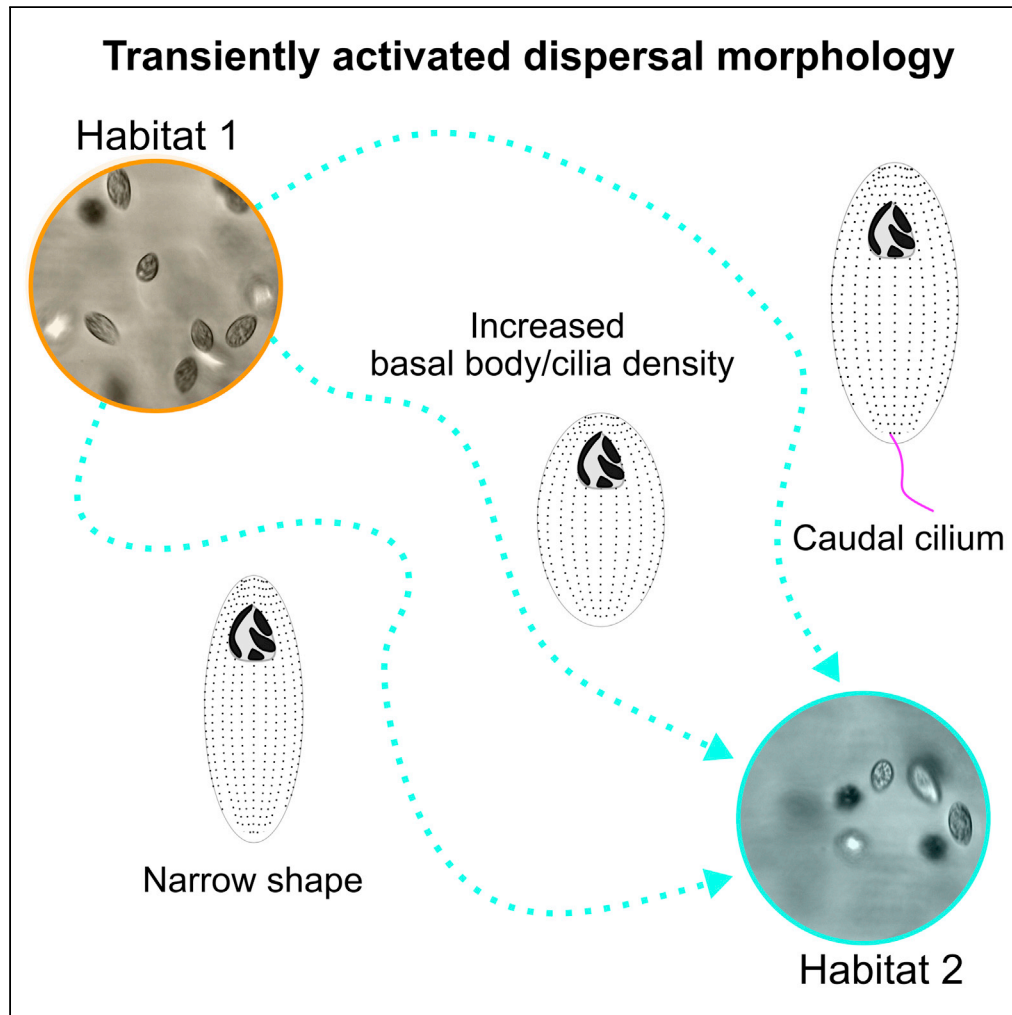 Transiently activated dispersal morphology
Habitat 1
Increased
basal body/cilia density
Caudal cilium
Narrow shape
Habitat 2